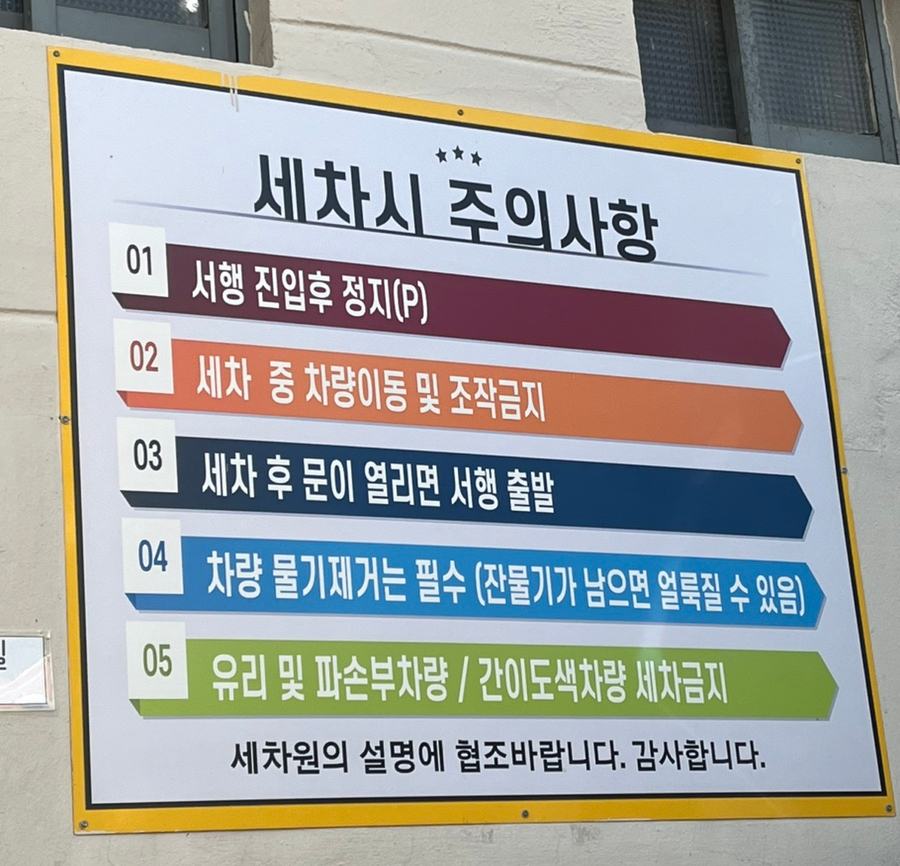 세차시 주의사항
01 서행 진입후 정지(P)
02 세차 중 차량이동 및 조작금지
03 세차 후 문이 열리면 서행 출발
04 차량 물기제거는 필수 (잔물기가 남으면 얼룩질 수 있음)
05 유리 및 파손부차량 / 간이도색차량 세차금지
세차원의 설명에 협조바랍니다. 감사합니다.